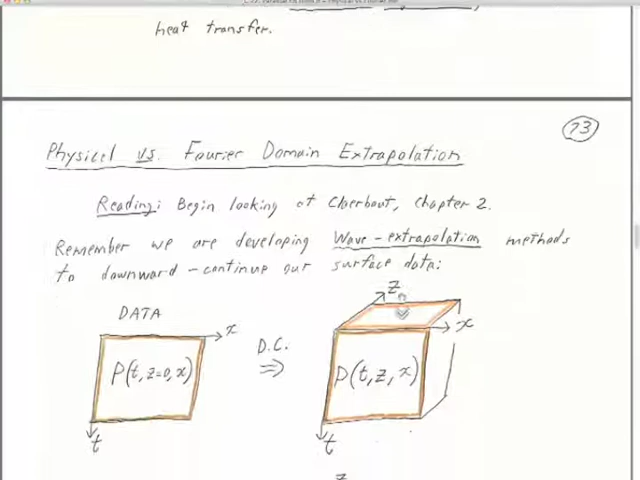 heat transfer.
73
Physical vs. Fourier Domain Extrapolation
Reading: Begin looking at Claerbout, Chapter 2.
Remember we are developing Wave-extrapolation methods
to downward-continue our surface data:
DATA
x
P(t, z=0, x)
t
D.C.
⇒
z
x
P(t, z, x)
t
z